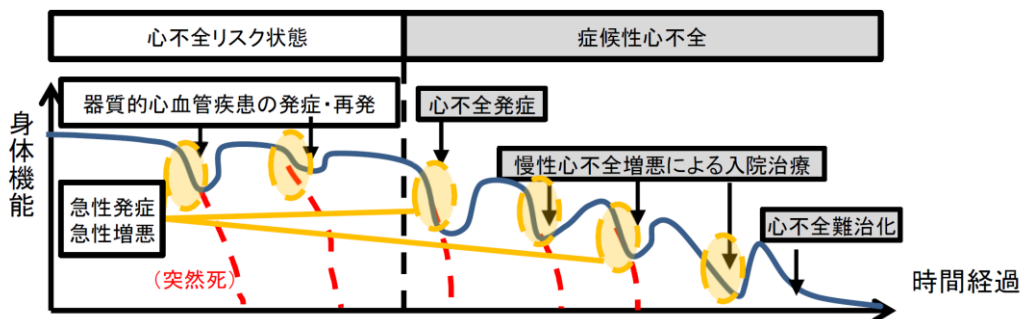 心不全リスク状態
症候性心不全
器質的心血管疾患の発症・再発
心不全発症
身体機能
慢性心不全増悪による入院治療
急性発症
急性増悪
心不全難治化
(突然死)
時間経過